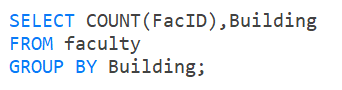 SELECT COUNT(FacID),Building
FROM faculty
GROUP BY Building;